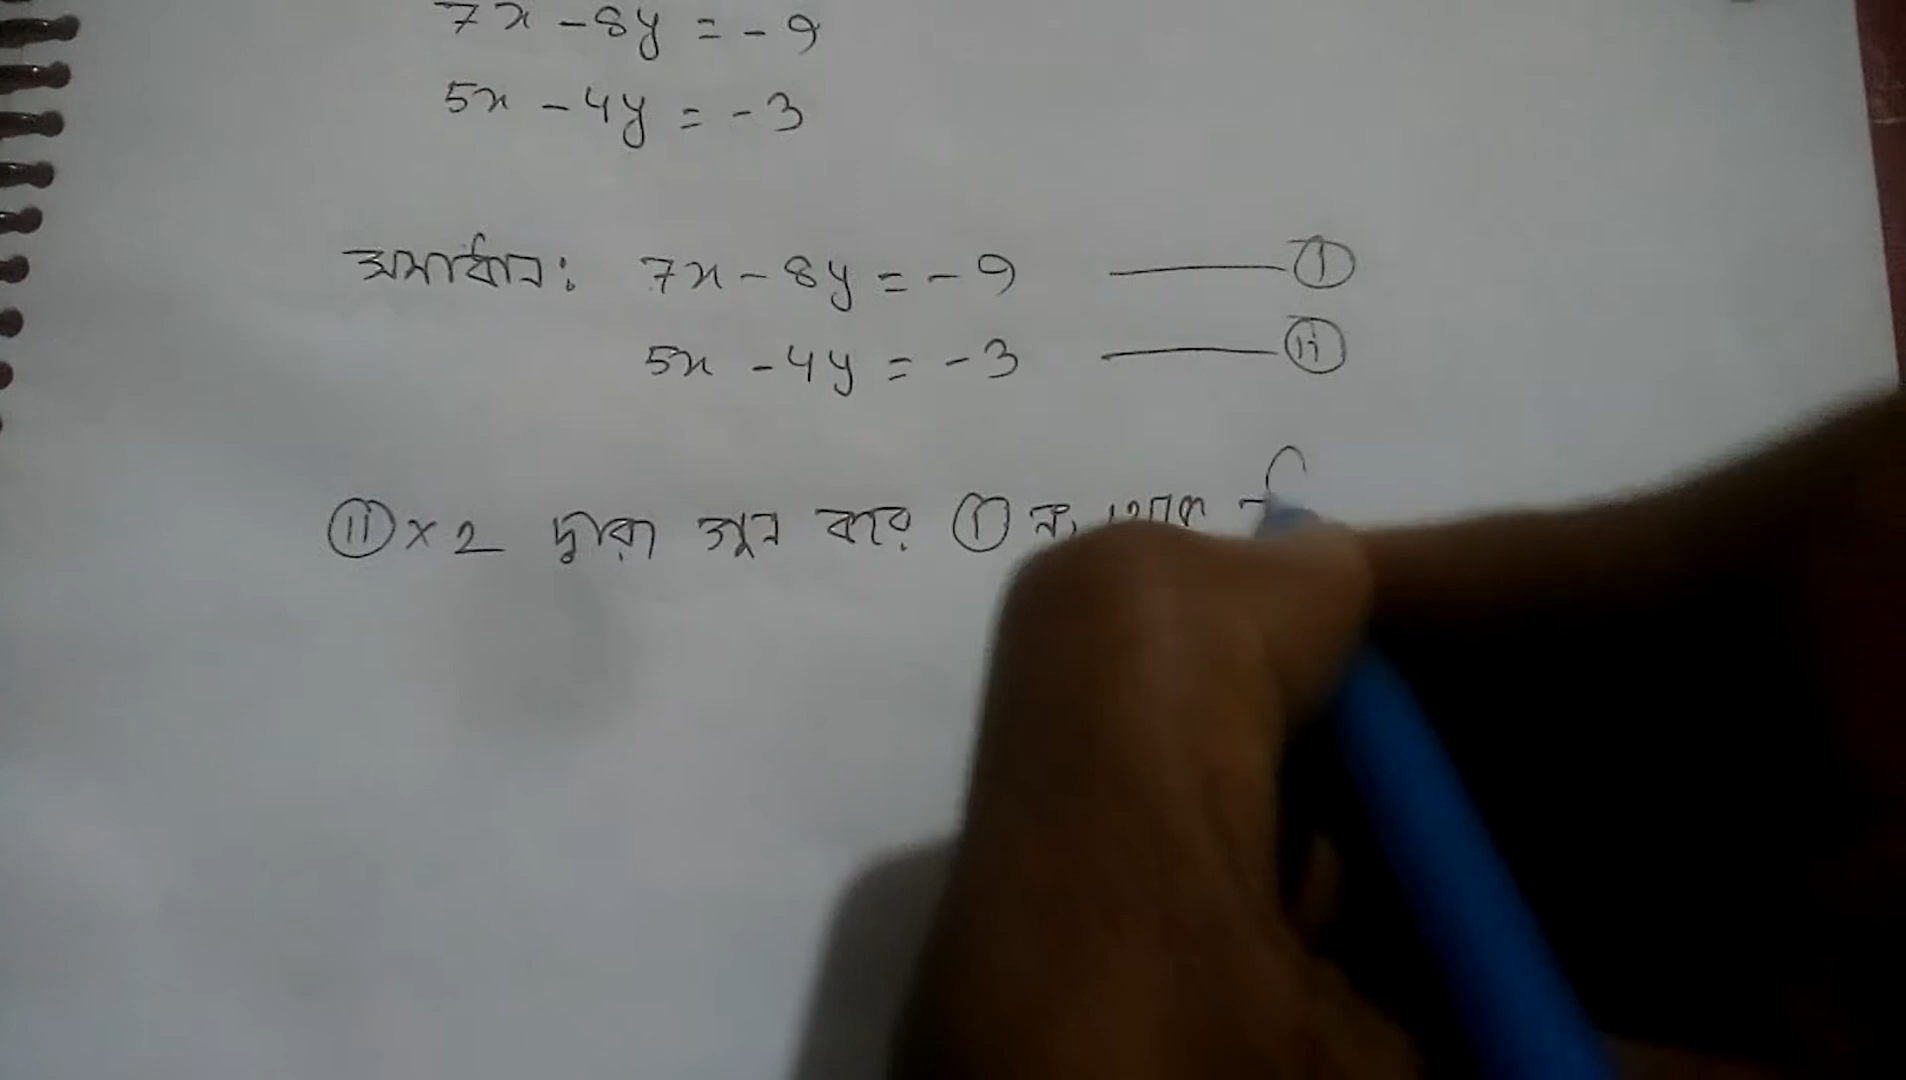 7x - 8y = - 9
5x - 4y = - 3
সমাধান: 7x - 8y = - 9 ——— (i)
5x - 4y = - 3 ——— (ii)
(ii) × 2 দ্বারা গুন করে (i) নং থেকে